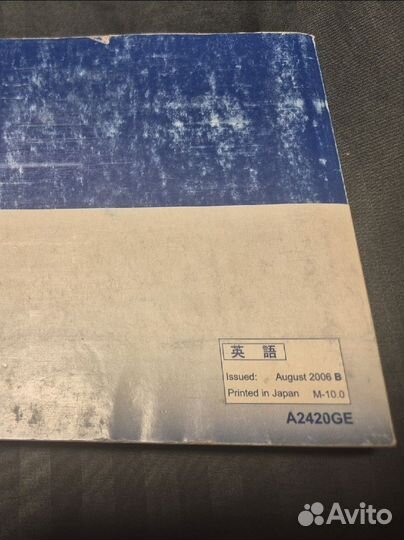 英 語
Issued: August 2006 B
Printed in Japan M-10.0
A2420GE
Avito